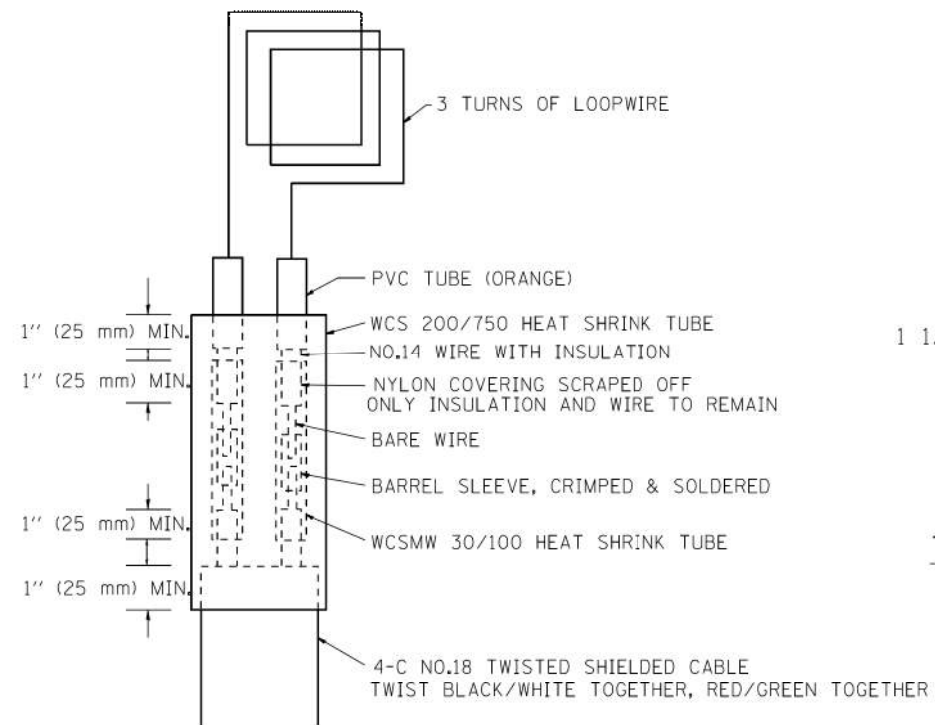 3 TURNS OF LOOPWIRE
PVC TUBE (ORANGE)
1'' (25 mm) MIN.
WCS 200/750 HEAT SHRINK TUBE
NO.14 WIRE WITH INSULATION
1 1
1'' (25 mm) MIN.
NYLON COVERING SCRAPED OFF
ONLY INSULATION AND WIRE TO REMAIN
BARE WIRE
BARREL SLEEVE, CRIMPED & SOLDERED
1'' (25 mm) MIN.
WCSMW 30/100 HEAT SHRINK TUBE
1'' (25 mm) MIN.
4-C NO.18 TWISTED SHIELDED CABLE
TWIST BLACK/WHITE TOGETHER, RED/GREEN TOGETHER